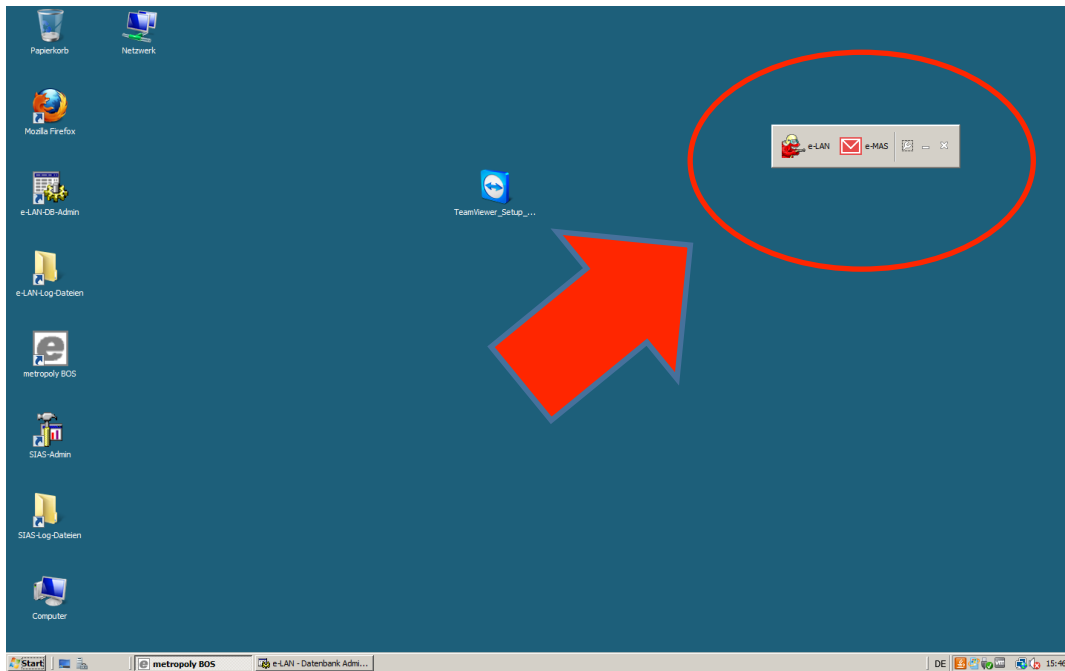 Papierkorb
Netzwerk
Mozilla Firefox
e-LAN
e-MAS
e-LAN-DB-Admin
TeamViewer_Setup_...
e-LAN-Log-Dateien
metropoly BOS
SIAS-Admin
SIAS-Log-Dateien
Computer
Start
metropoly BOS
e-LAN - Datenbank Admi...
DE
15:46